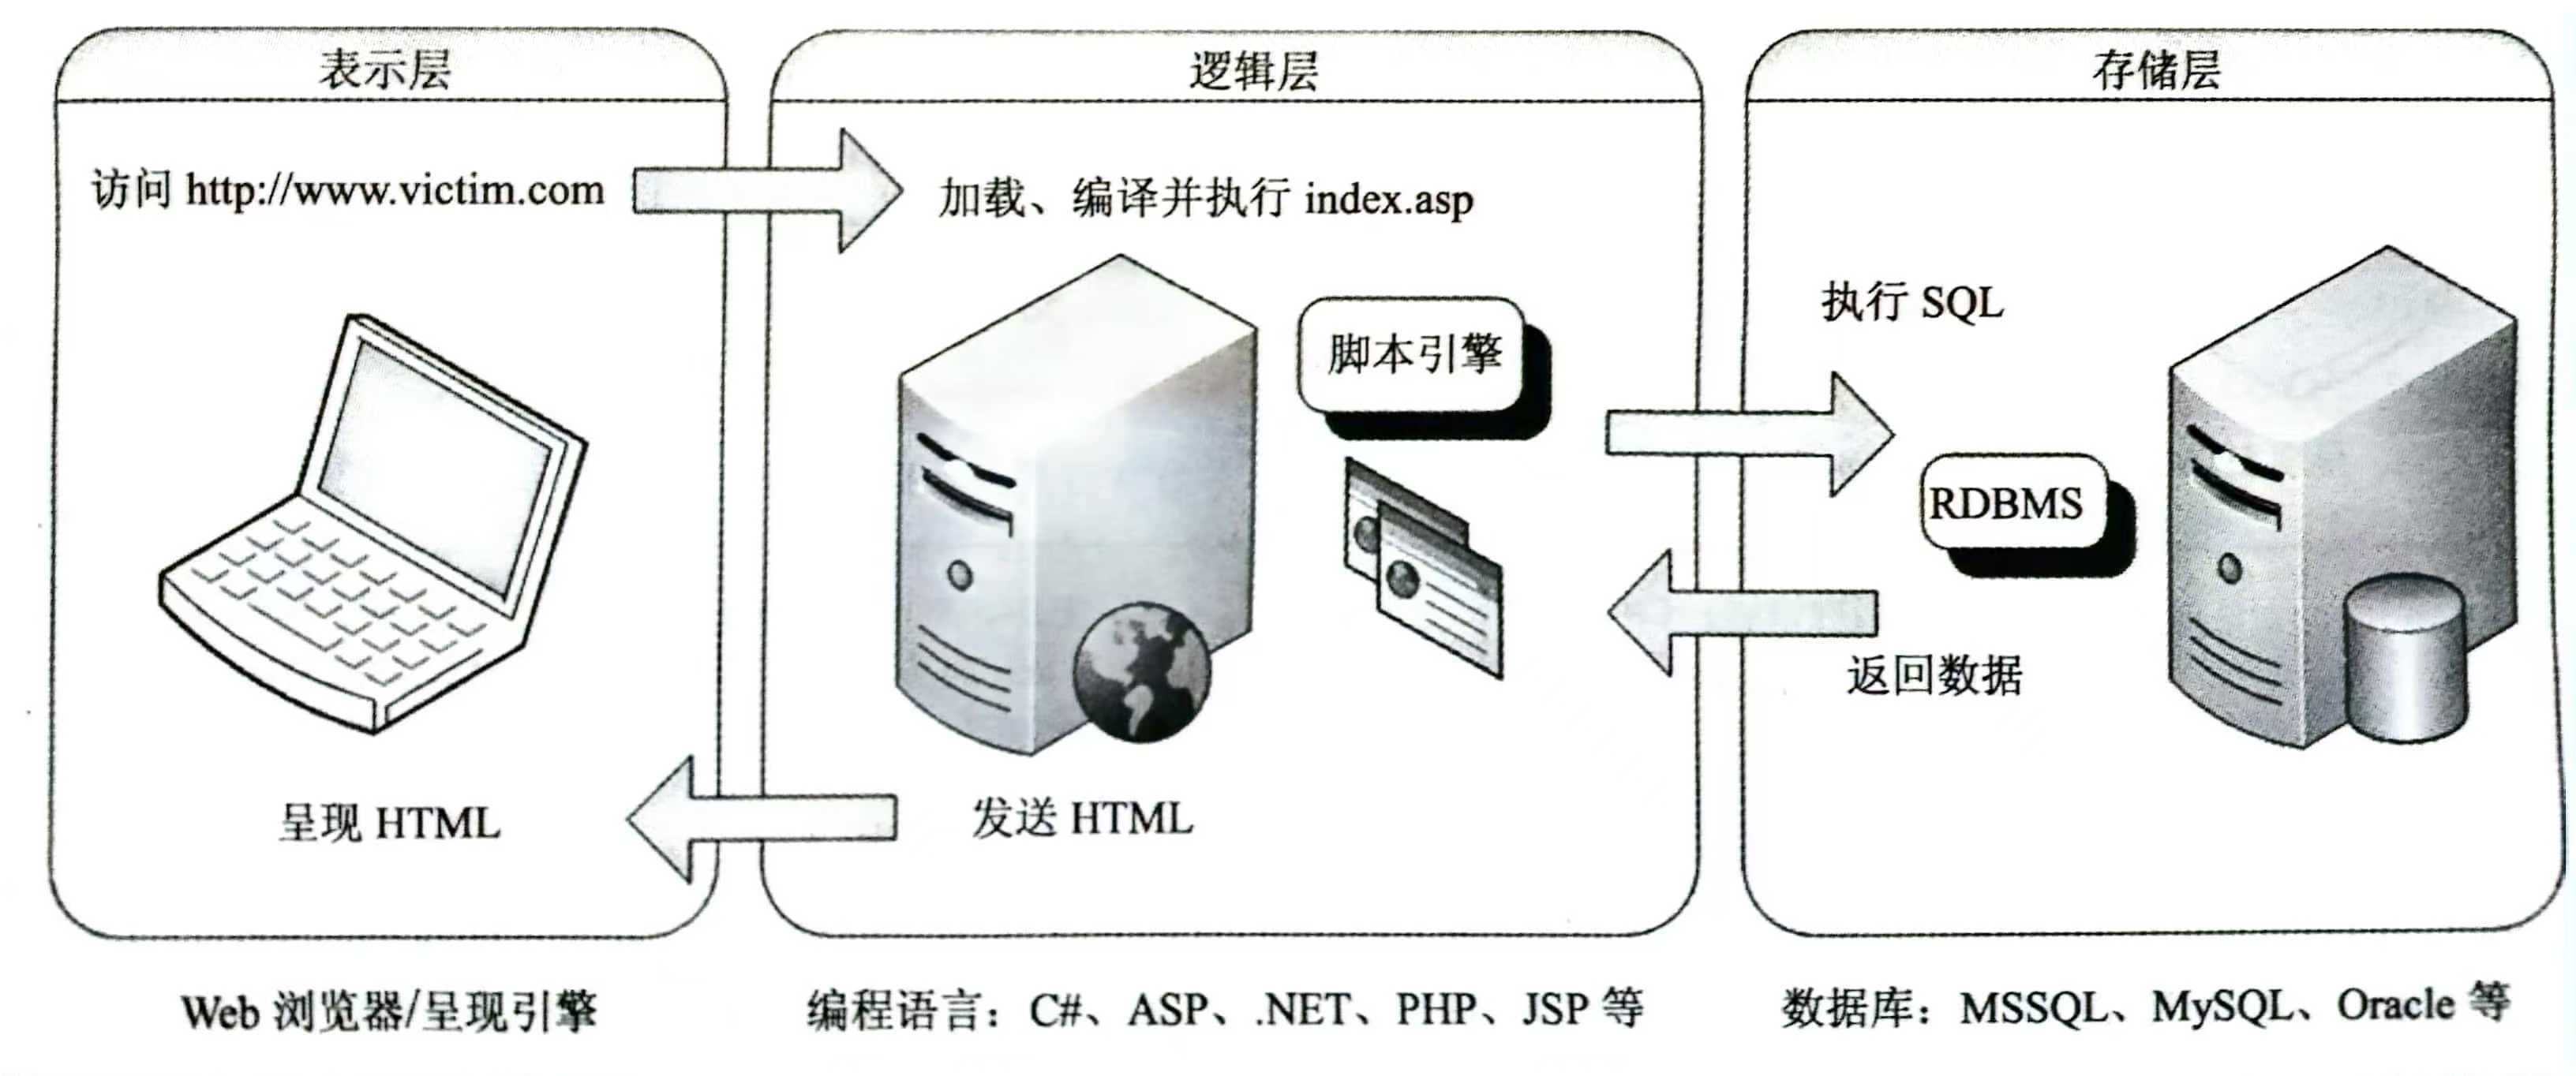 表示层
访问 http://www.victim.com
呈现 HTML
Web 浏览器/呈现引擎
逻辑层
加载、编译并执行 index.asp
脚本引擎
发送 HTML
编程语言：C#、ASP、.NET、PHP、JSP 等
存储层
执行 SQL
RDBMS
返回数据
数据库：MSSQL、MySQL、Oracle 等